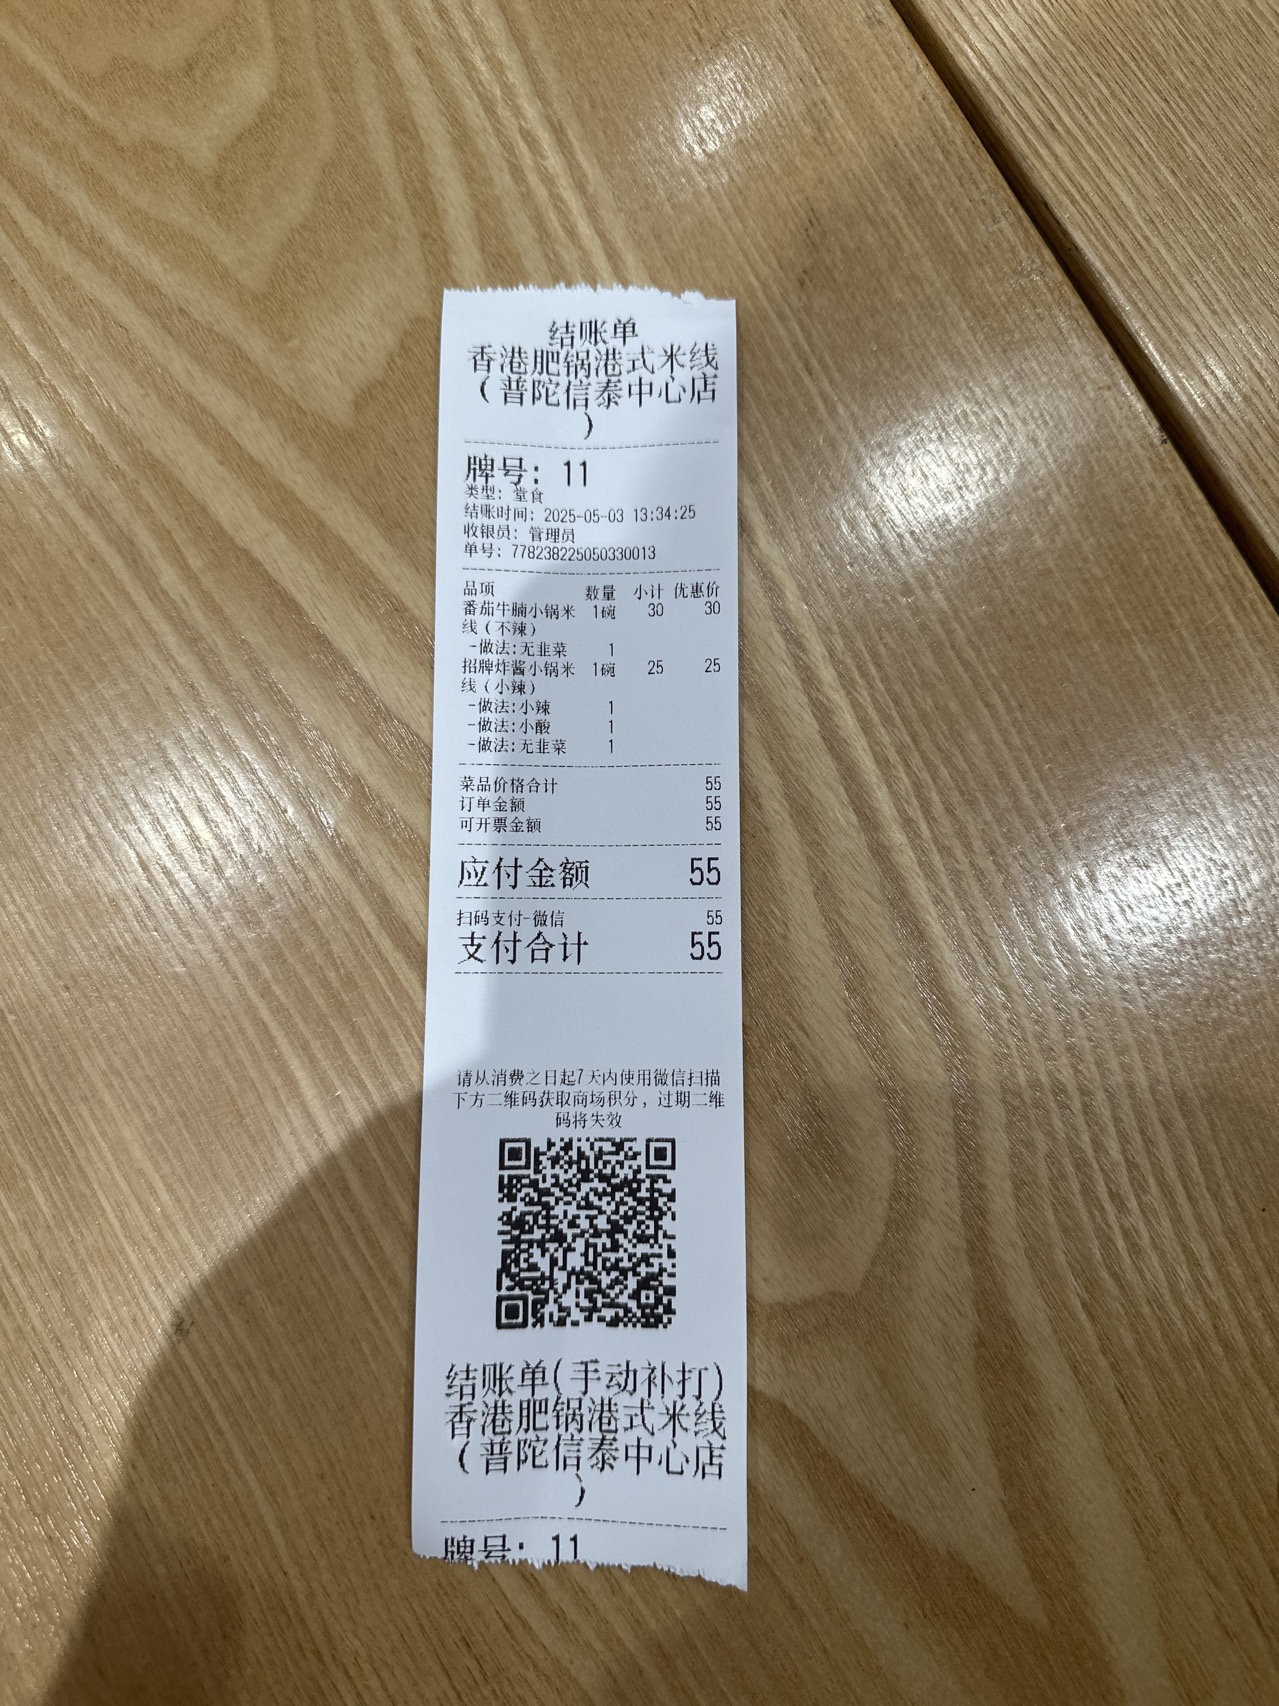 结账单
香港肥锅港式米线
（普陀信泰中心店
）
牌号：11
类型：堂食
结账时间：2025-05-03 13:34:25
收银员：管理员
单号：778238225050330013
品项 数量 小计 优惠价
番茄牛腩小锅米 1碗 30 30
线（不辣）
-做法:无韭菜 1
招牌炸酱小锅米 1碗 25 25
线（小辣）
-做法:小辣 1
-做法:小酸 1
-做法:无韭菜 1
菜品价格合计 55
订单金额 55
可开票金额 55
应付金额 55
扫码支付-微信 55
支付合计 55
请从消费之日起7天内使用微信扫描
下方二维码获取商场积分，过期二维
码将失效
结账单(手动补打)
香港肥锅港式米线
（普陀信泰中心店
）
牌号：11